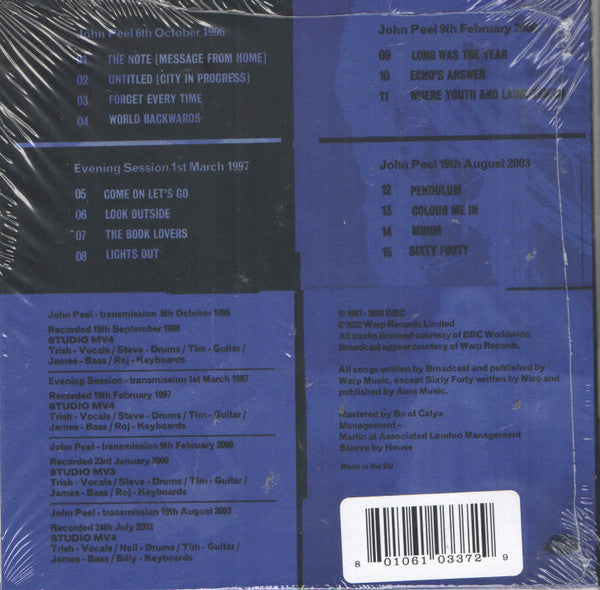 John Peel 6th October 1996
01 THE NOTE [MESSAGE FROM HOME]
02 UNTITLED [CITY IN PROGRESS]
03 FORGET EVERY TIME
04 WORLD BACKWARDS
Evening Session 1st March 1997
05 COME ON LET'S GO
06 LOOK OUTSIDE
07 THE BOOK LOVERS
08 LIGHTS OUT
John Peel 9th February
09 LONG WAS THE YEAR
10 ECHO'S ANSWER
11 WHERE YOUTH AND
John Peel 19th August 2003
12 PENDULUM
13 COLOUR ME IN
14 MINIM
15 SIXTY FORTY
John Peel - transmission 6th October 1996
Recorded 15th September 1996
STUDIO MV4
Trish - Vocals / Steve - Drums / Tim - Guitar /
James - Bass / Roj - Keyboards
Evening Session - transmission 1st March 1997
Recorded 19th February 1997
STUDIO MV4
Trish - Vocals / Steve - Drums / Tim - Guitar /
James - Bass / Roj - Keyboards
John Peel - transmission 9th February 2000
Recorded 23rd January 2000
STUDIO MV3
Trish - Vocals / Steve - Drums / Tim - Guitar /
James - Bass / Roj - Keyboards
John Peel - transmission 19th August 2003
Recorded 24th July 2003
STUDIO MV4
Trish - Vocals / Neil - Drums / Tim - Guitar /
James - Bass / Billy - Keyboards
℗ 1997 - 2003 BBC
© 2022 Warp Records Limited
All tracks licensed courtesy of BBC Worldwide.
Broadcast appear courtesy of Warp Records.
All songs written by Broadcast and published by
Warp Music, except Sixty Forty written by Nico and
published by Aura Music.
Mastered by Bo at Calyx
Management -
Martin at Associated London Management
Sleeve by House
Made in the EU
8 01061 03372 9